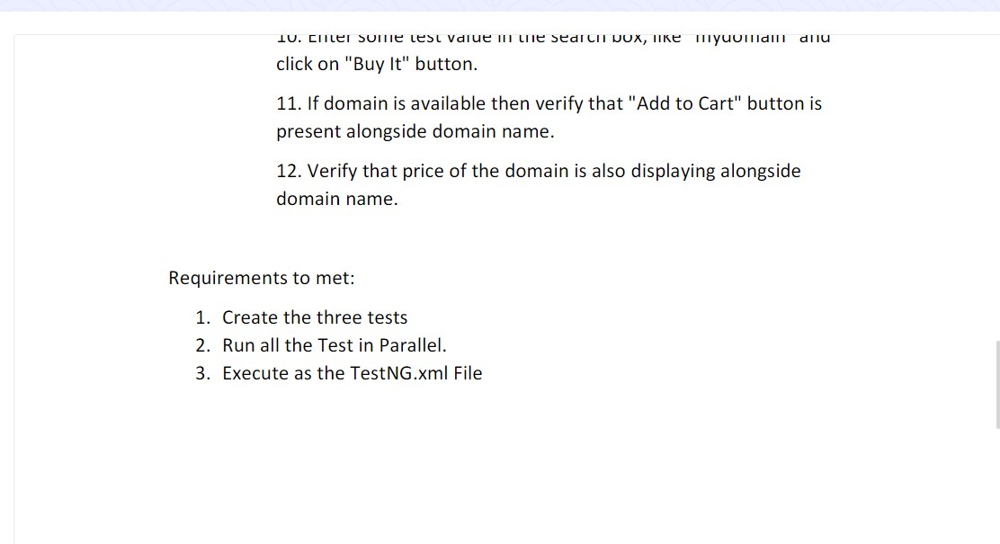 10. Enter some test value in the search box, like "mydomain" and
click on "Buy It" button.
11. If domain is available then verify that "Add to Cart" button is
present alongside domain name.
12. Verify that price of the domain is also displaying alongside
domain name.
Requirements to met:
1. Create the three tests
2. Run all the Test in Parallel.
3. Execute as the TestNG.xml File